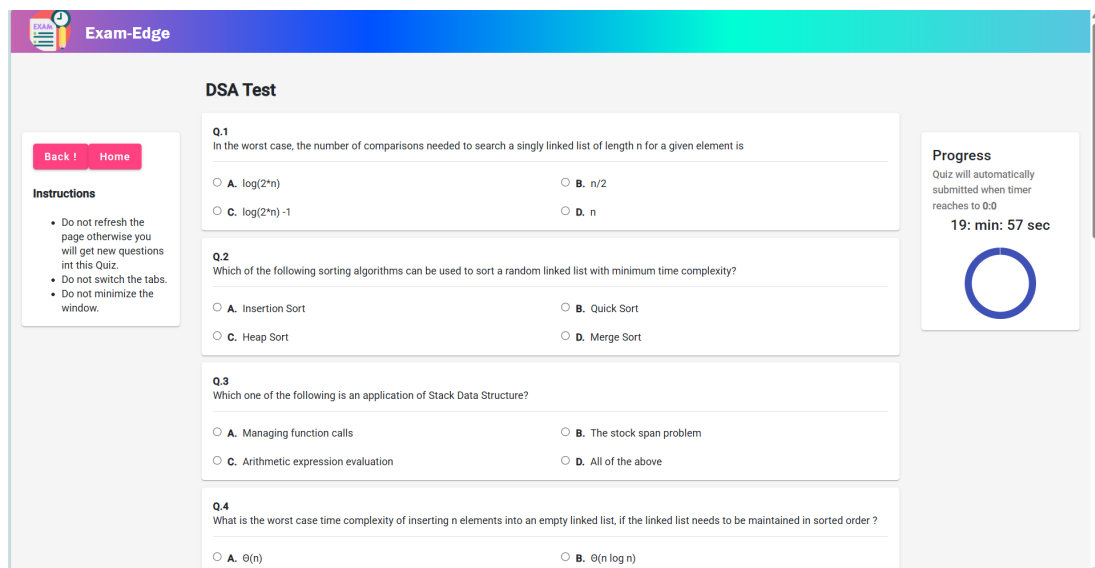 EXAM
Exam-Edge
DSA Test
Back !
Home
Instructions
Do not refresh the
page otherwise you
will get new questions
int this Quiz.
Do not switch the tabs.
Do not minimize the
window.
Q.1
In the worst case, the number of comparisons needed to search a singly linked list of length n for a given element is
A. log(2*n)
B. n/2
C. log(2*n) -1
D. n
Q.2
Which of the following sorting algorithms can be used to sort a random linked list with minimum time complexity?
A. Insertion Sort
B. Quick Sort
C. Heap Sort
D. Merge Sort
Q.3
Which one of the following is an application of Stack Data Structure?
A. Managing function calls
B. The stock span problem
C. Arithmetic expression evaluation
D. All of the above
Q.4
What is the worst case time complexity of inserting n elements into an empty linked list, if the linked list needs to be maintained in sorted order ?
A. Θ(n)
B. Θ(n log n)
Progress
Quiz will automatically
submitted when timer
reaches to 0:0
19: min: 57 sec